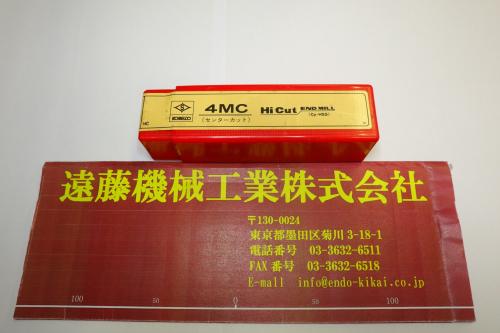 KOBELCO
4MC HiCut END MILL
(センターカット) (Co-HSS)
MC
遠藤機械工業株式会社
〒130-0024
東京都墨田区菊川3-18-1
電話番号 03-3632-6511
FAX番号 03-3632-6518
E-mail info@endo-kikai.co.jp
100 50 0 50 100